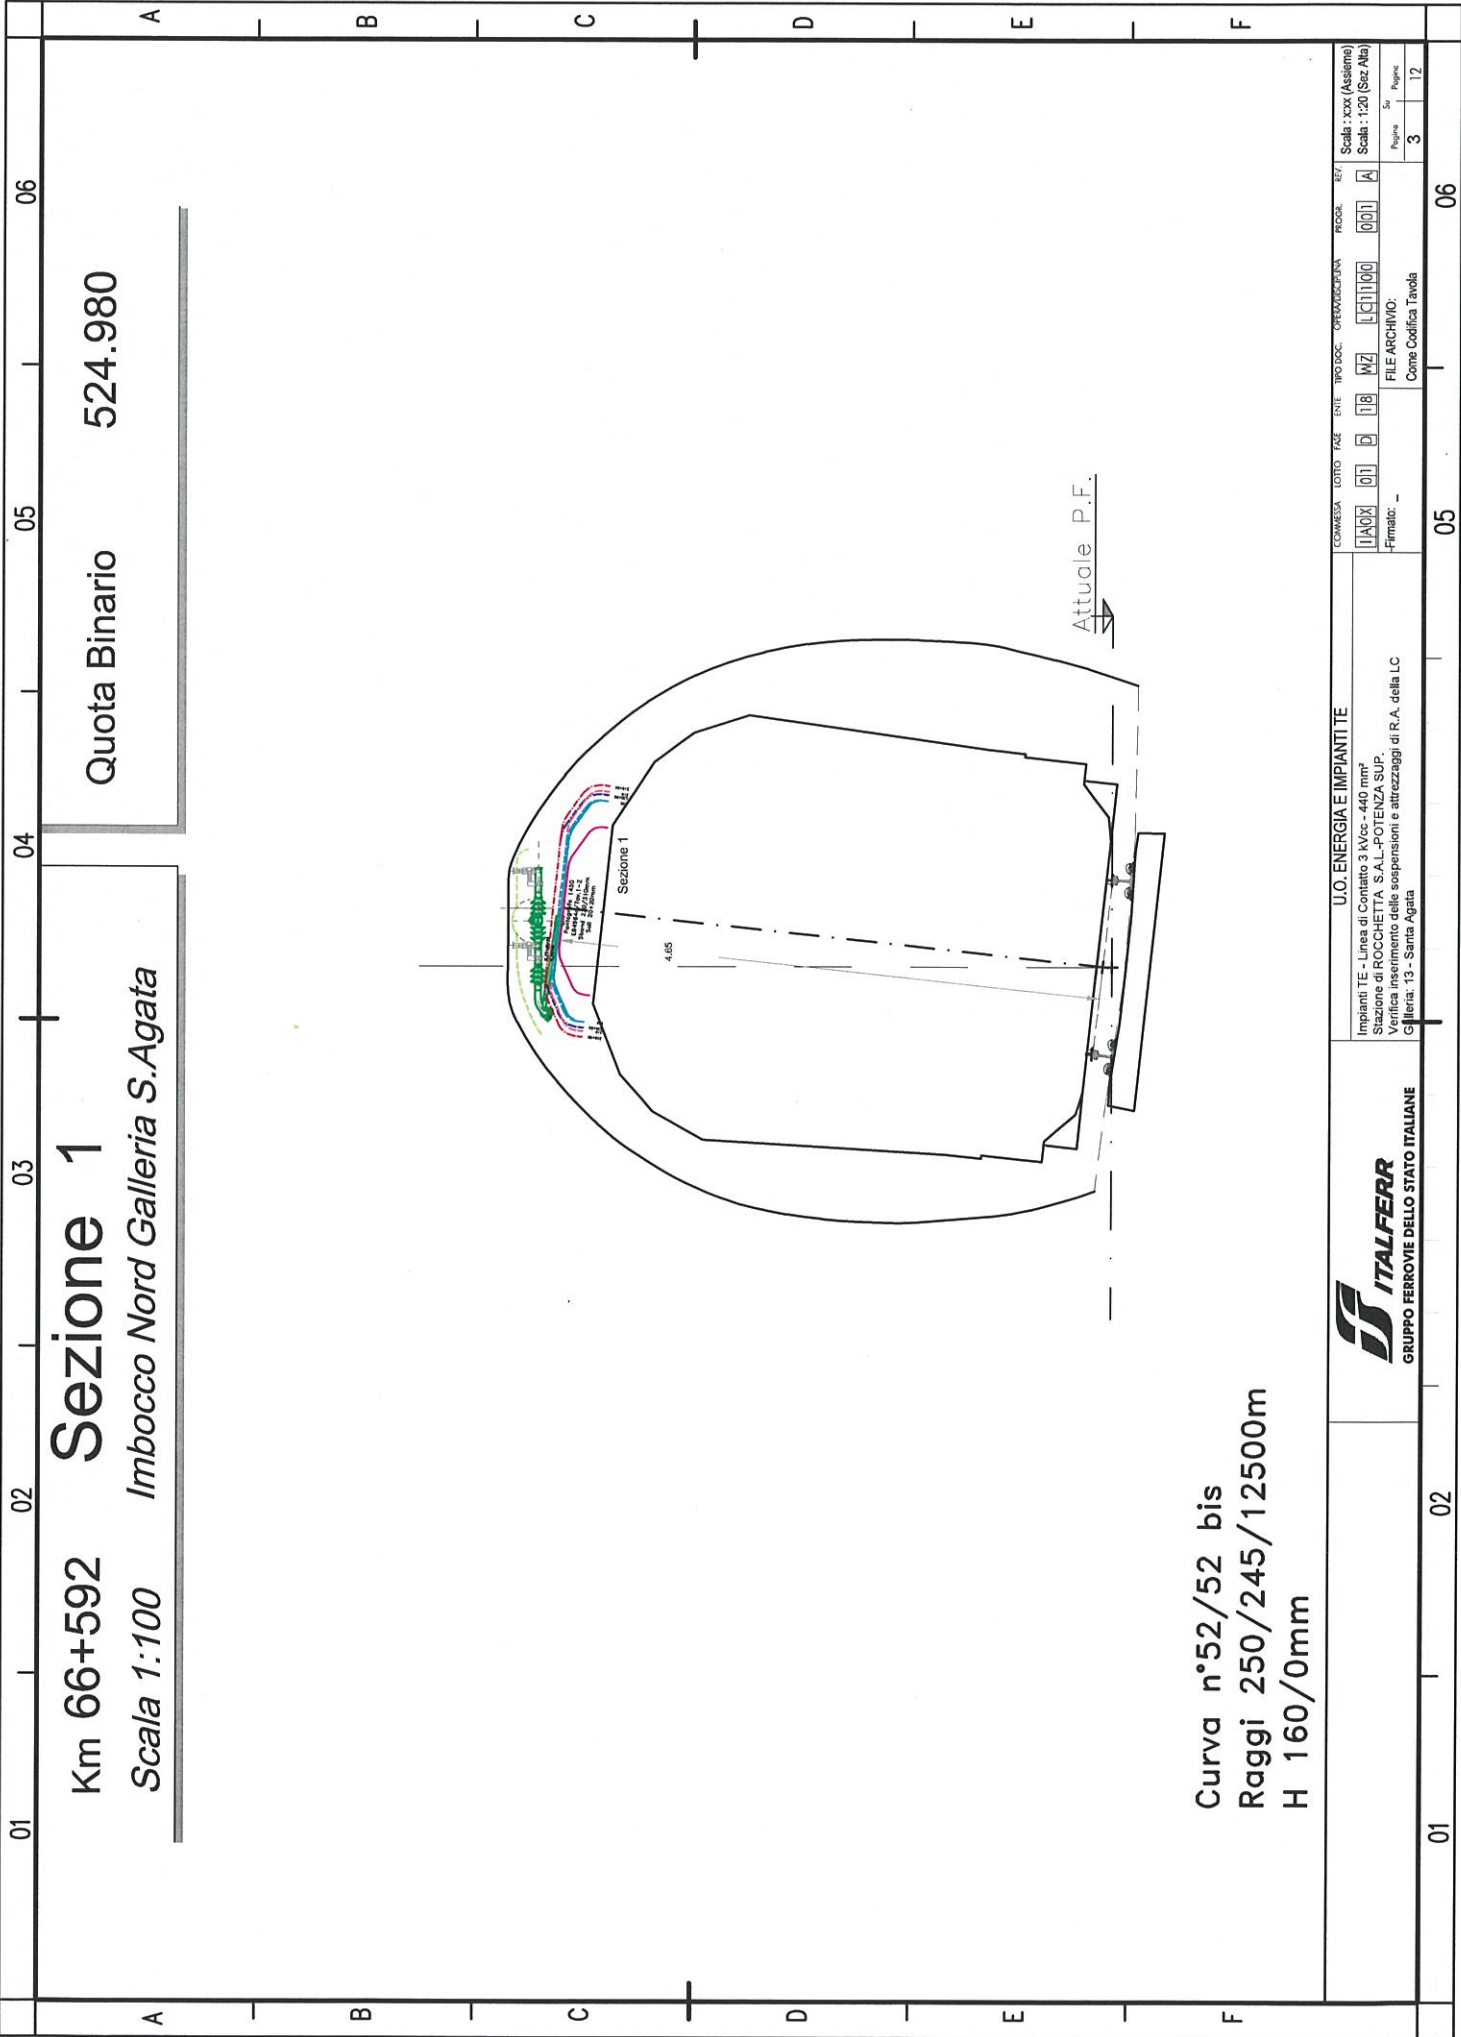 01 02 03 04 05 06
A B C D E F
Km 66+592 Sezione 1
Scala 1:100 Imbocco Nord Galleria S.Agata
Quota Binario 524.980
Sezione 1
4,65
Attuale P.F.
Curva n°52/52 bis
Raggi 250/245/12500m
H 160/0mm
ITALFERR
GRUPPO FERROVIE DELLO STATO ITALIANE
U.O. ENERGIA E IMPIANTI TE
Impianti TE - Linea di Contatto 3 kVcc - 440 mm²
Stazione di ROCCHETTA S.A.L.-POTENZA SUP.
Verifica inserimento delle sospensioni e attrezzaggi di R.A. della LC
Galleria: 13 - Santa Agata
COMMESSA LOTTO FASE ENTE TIPO DOC. OPERA/DISCIPLINA PROGR. REV.
IA0X 01 D 18 WZ LC1100 001 A
Firmato: _
FILE ARCHIVIO:
Come Codifica Tavola
Scala : xxx (Assieme)
Scala : 1:20 (Sez Alta)
Pagina Su Pagine
3 12
A B C D E F
01 02 05 06